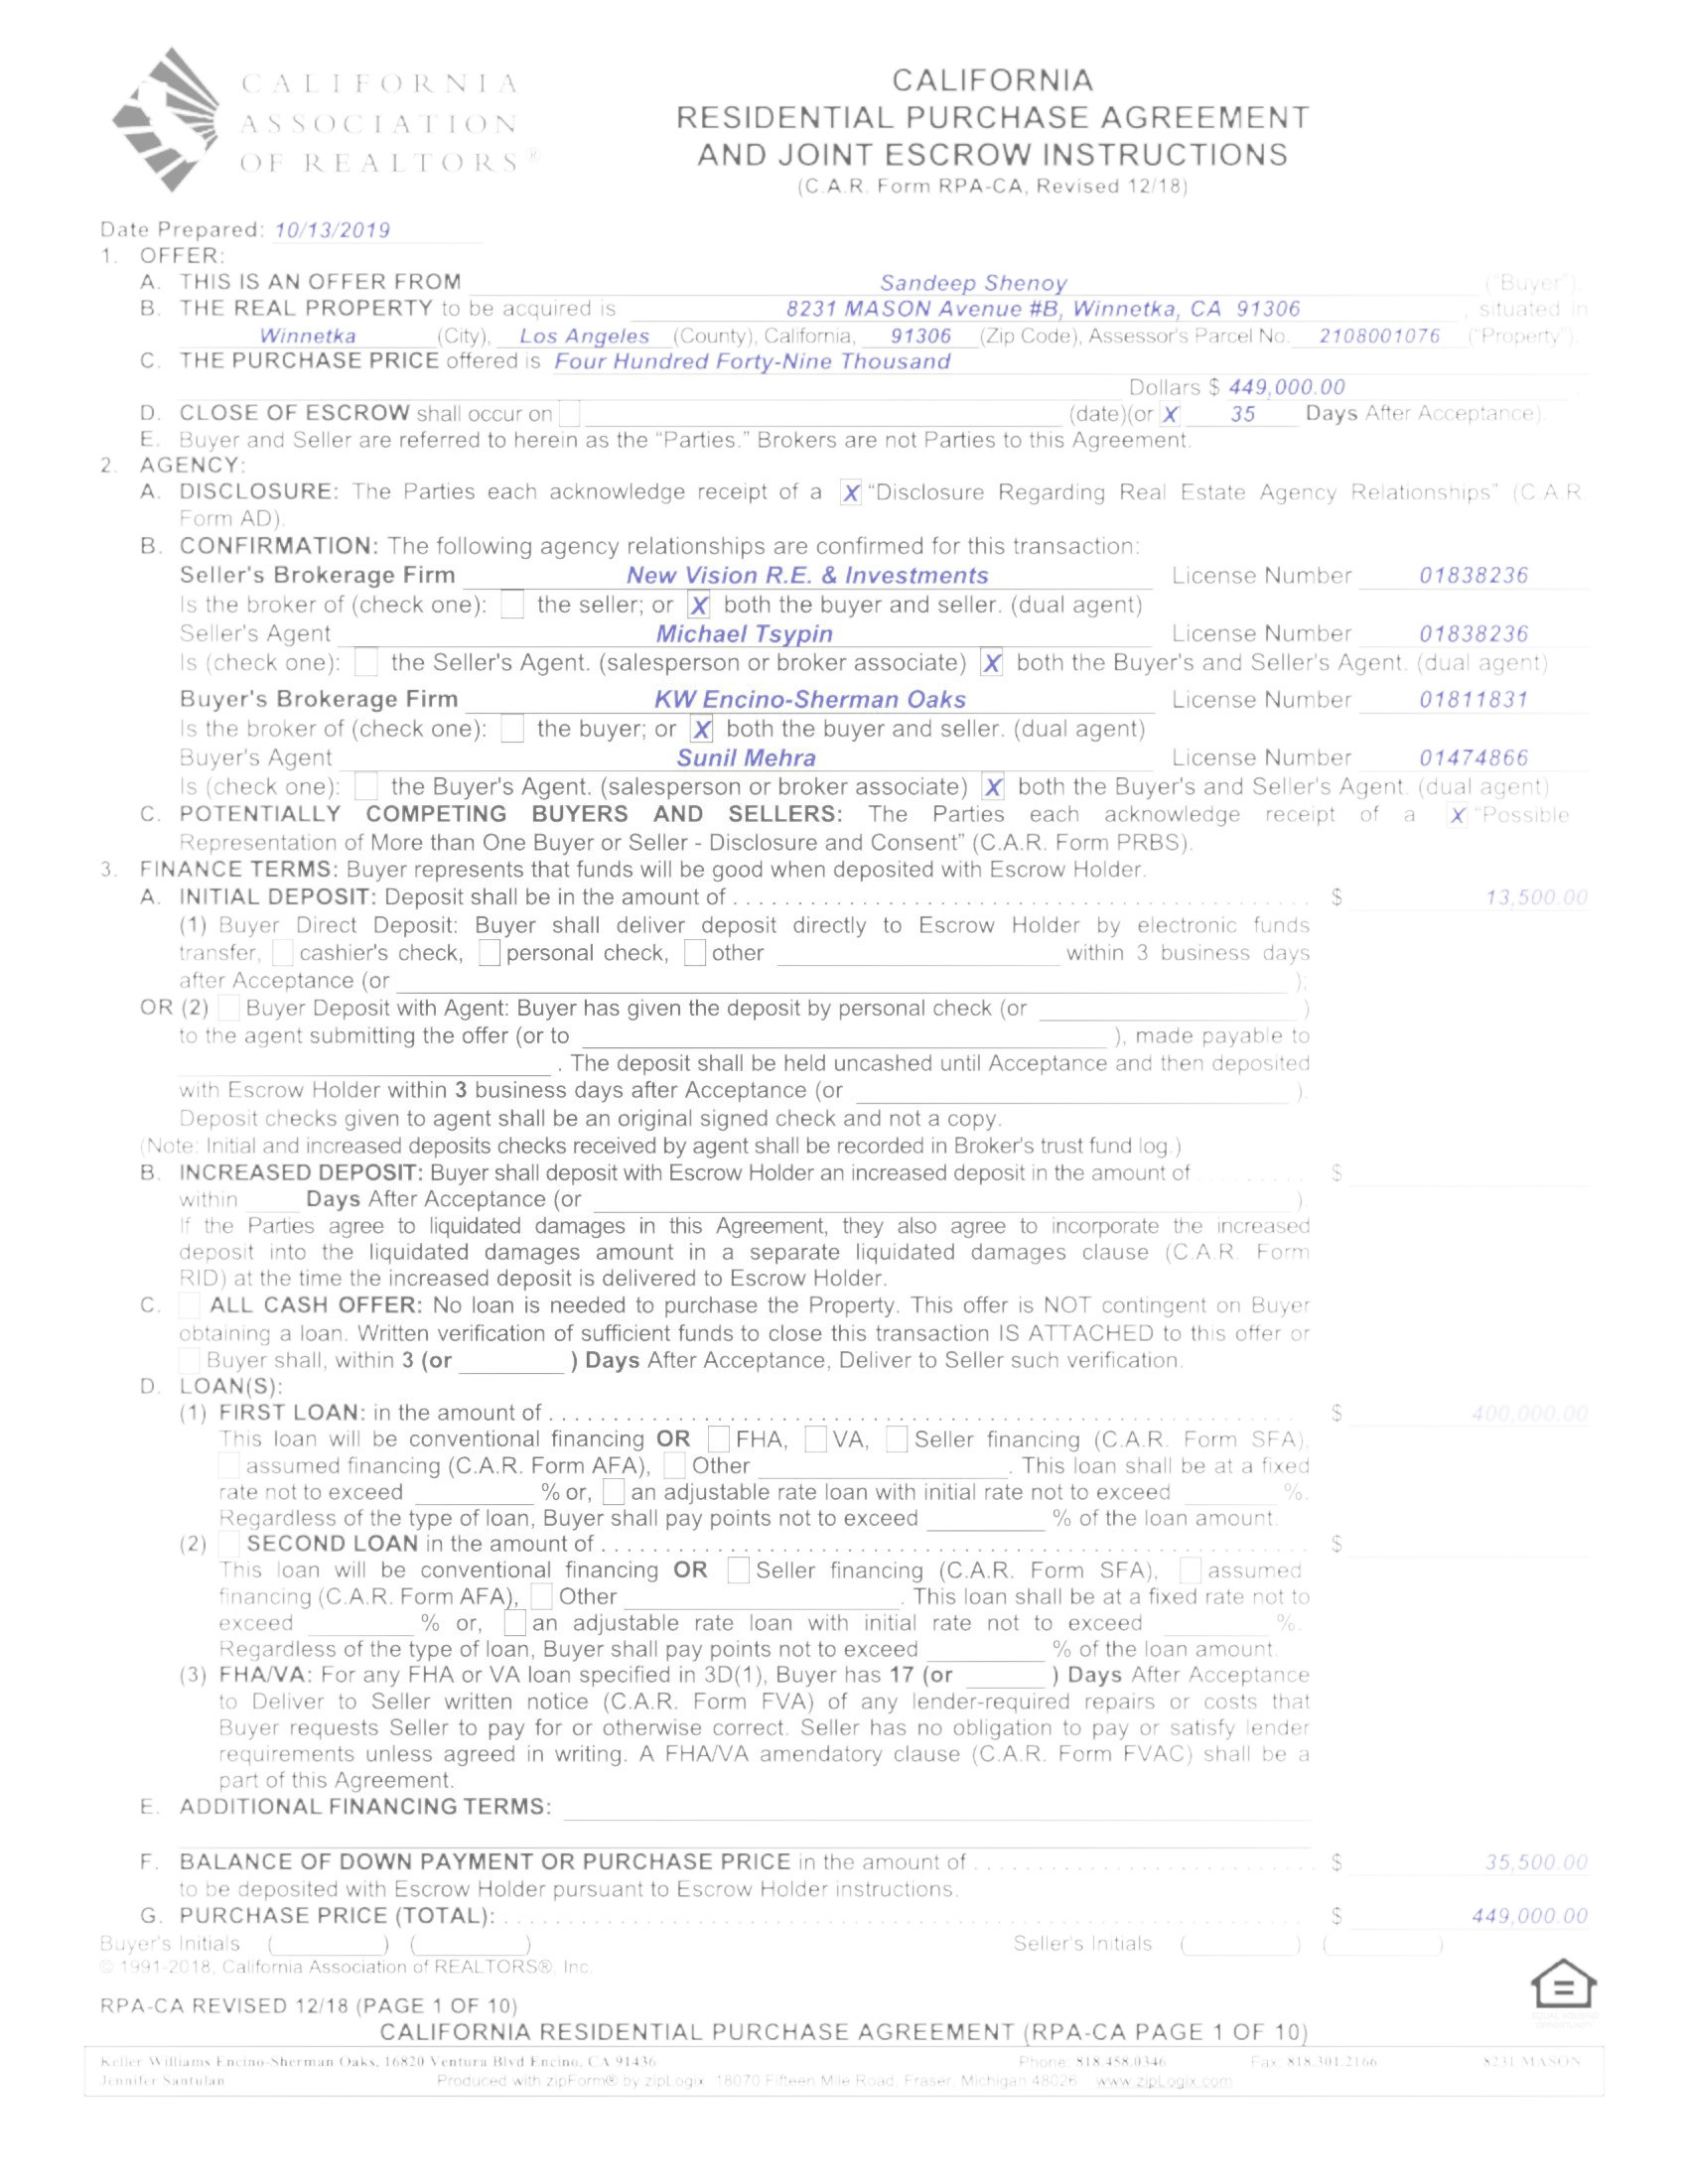 CALIFORNIA
ASSOCIATION
OF REALTORS®
CALIFORNIA
RESIDENTIAL PURCHASE AGREEMENT
AND JOINT ESCROW INSTRUCTIONS
(C.A.R. Form RPA-CA, Revised 12/18)
Date Prepared: 10/13/2019
1. OFFER:
A. THIS IS AN OFFER FROM Sandeep Shenoy ("Buyer").
B. THE REAL PROPERTY to be acquired is 8231 MASON Avenue #B, Winnetka, CA 91306 , situated in
Winnetka (City), Los Angeles (County), California, 91306 (Zip Code), Assessor's Parcel No. 2108001076 ("Property").
C. THE PURCHASE PRICE offered is Four Hundred Forty-Nine Thousand
Dollars $ 449,000.00
D. CLOSE OF ESCROW shall occur on (date)(or X 35 Days After Acceptance).
E. Buyer and Seller are referred to herein as the “Parties.” Brokers are not Parties to this Agreement.
2. AGENCY:
A. DISCLOSURE: The Parties each acknowledge receipt of a X “Disclosure Regarding Real Estate Agency Relationships” (C.A.R.
Form AD).
B. CONFIRMATION: The following agency relationships are confirmed for this transaction:
Seller's Brokerage Firm New Vision R.E. & Investments License Number 01838236
Is the broker of (check one): the seller; or X both the buyer and seller. (dual agent)
Seller's Agent Michael Tsypin License Number 01838236
Is (check one): the Seller's Agent. (salesperson or broker associate) X both the Buyer's and Seller's Agent. (dual agent)
Buyer's Brokerage Firm KW Encino-Sherman Oaks License Number 01811831
Is the broker of (check one): the buyer; or X both the buyer and seller. (dual agent)
Buyer's Agent Sunil Mehra License Number 01474866
Is (check one): the Buyer's Agent. (salesperson or broker associate) X both the Buyer's and Seller's Agent. (dual agent)
C. POTENTIALLY COMPETING BUYERS AND SELLERS: The Parties each acknowledge receipt of a X “Possible
Representation of More than One Buyer or Seller - Disclosure and Consent” (C.A.R. Form PRBS).
3. FINANCE TERMS: Buyer represents that funds will be good when deposited with Escrow Holder.
A. INITIAL DEPOSIT: Deposit shall be in the amount of . . . . . . . . . . $ 13,500.00
(1) Buyer Direct Deposit: Buyer shall deliver deposit directly to Escrow Holder by electronic funds
transfer, cashier's check, personal check, other within 3 business days
after Acceptance (or );
OR (2) Buyer Deposit with Agent: Buyer has given the deposit by personal check (or )
to the agent submitting the offer (or to ), made payable to
. The deposit shall be held uncashed until Acceptance and then deposited
with Escrow Holder within 3 business days after Acceptance (or ).
Deposit checks given to agent shall be an original signed check and not a copy.
(Note: Initial and increased deposits checks received by agent shall be recorded in Broker's trust fund log.)
B. INCREASED DEPOSIT: Buyer shall deposit with Escrow Holder an increased deposit in the amount of . . . . . $
within Days After Acceptance (or ).
If the Parties agree to liquidated damages in this Agreement, they also agree to incorporate the increased
deposit into the liquidated damages amount in a separate liquidated damages clause (C.A.R. Form
RID) at the time the increased deposit is delivered to Escrow Holder.
C. ALL CASH OFFER: No loan is needed to purchase the Property. This offer is NOT contingent on Buyer
obtaining a loan. Written verification of sufficient funds to close this transaction IS ATTACHED to this offer or
Buyer shall, within 3 (or ) Days After Acceptance, Deliver to Seller such verification.
D. LOAN(S):
(1) FIRST LOAN: in the amount of . . . . . . . . . . $ 400,000.00
This loan will be conventional financing OR FHA, VA, Seller financing (C.A.R. Form SFA),
assumed financing (C.A.R. Form AFA), Other . This loan shall be at a fixed
rate not to exceed % or, an adjustable rate loan with initial rate not to exceed %.
Regardless of the type of loan, Buyer shall pay points not to exceed % of the loan amount.
(2) SECOND LOAN in the amount of . . . . . . . . . . $
This loan will be conventional financing OR Seller financing (C.A.R. Form SFA), assumed
financing (C.A.R. Form AFA), Other . This loan shall be at a fixed rate not to
exceed % or, an adjustable rate loan with initial rate not to exceed %.
Regardless of the type of loan, Buyer shall pay points not to exceed % of the loan amount.
(3) FHA/VA: For any FHA or VA loan specified in 3D(1), Buyer has 17 (or ) Days After Acceptance
to Deliver to Seller written notice (C.A.R. Form FVA) of any lender-required repairs or costs that
Buyer requests Seller to pay for or otherwise correct. Seller has no obligation to pay or satisfy lender
requirements unless agreed in writing. A FHA/VA amendatory clause (C.A.R. Form FVAC) shall be a
part of this Agreement.
E. ADDITIONAL FINANCING TERMS:
F. BALANCE OF DOWN PAYMENT OR PURCHASE PRICE in the amount of . . . . . . . . . . $ 35,500.00
to be deposited with Escrow Holder pursuant to Escrow Holder instructions.
G. PURCHASE PRICE (TOTAL): . . . . . . . . . . $ 449,000.00
Buyer's Initials ( ) ( ) Seller's Initials ( ) ( )
© 1991-2018, California Association of REALTORS®, Inc.
RPA-CA REVISED 12/18 (PAGE 1 OF 10)
CALIFORNIA RESIDENTIAL PURCHASE AGREEMENT (RPA-CA PAGE 1 OF 10)
Keller Williams Encino-Sherman Oaks, 16820 Ventura Blvd Encino, CA 91436 Phone: 818.458.0346 Fax: 818.301.2166 8231 MASON
Jennifer Santulan Produced with zipForm® by zipLogix 18070 Fifteen Mile Road, Fraser, Michigan 48026 www.zipLogix.com